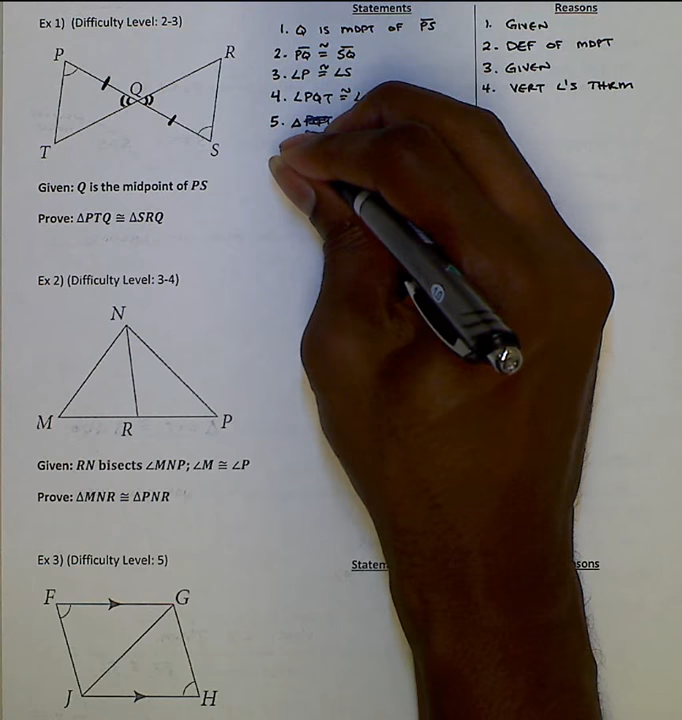 Ex 1) (Difficulty Level: 2-3)
Statements
Reasons
1. Q IS MDPT OF PS
1. GIVEN
2. PQ ≅ SQ
2. DEF OF MDPT
3. ∠P ≅ ∠S
3. GIVEN
4. ∠PQT ≅ ∠
4. VERT ∠'S THRM
5. △
P
R
Q
T
S
Given: Q is the midpoint of PS
Prove: ΔPTQ ≅ ΔSRQ
Ex 2) (Difficulty Level: 3-4)
N
M
R
P
Given: RN bisects ∠MNP; ∠M ≅ ∠P
Prove: ΔMNR ≅ ΔPNR
Ex 3) (Difficulty Level: 5)
F
G
J
H